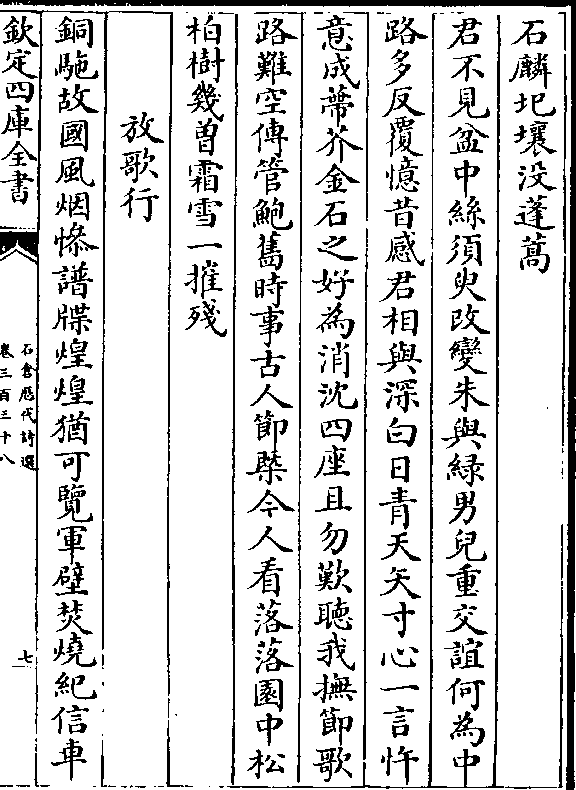 石麟圮壤没蓬蒿
君不見盆中絲須臾改變朱與緑男兒重交誼何為中
路多反覆憶昔感君相與深白日青天矢寸心一言忤
意成蔕芥金石之好為消沈四座且勿歎聽我撫節歌
路難空傳管鮑舊時事古人節槩今人看落落園中松
柏樹幾曽霜雪一摧殘
放歌行
銅駞故國風烟慘譜牒煌煌猶可覽軍壁焚燒紀信車
欽定四庫全書
石倉歴代詩選
卷三百三十八
七